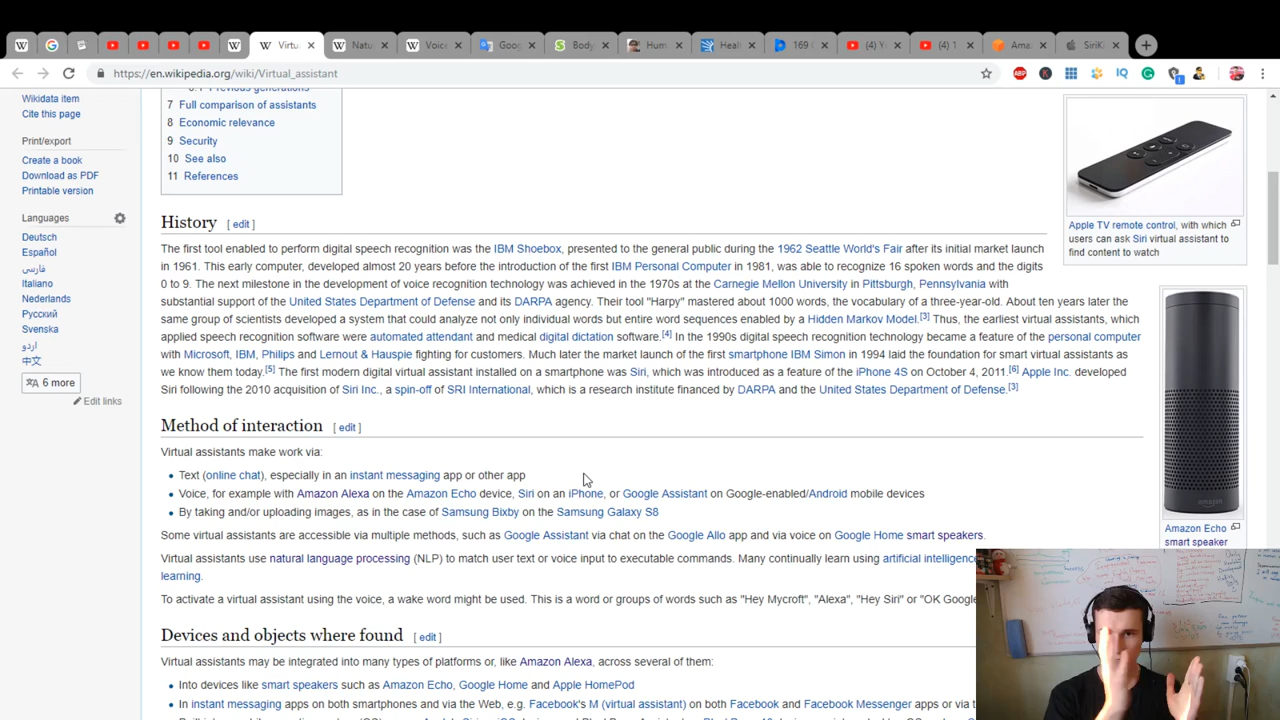 Virtu
Natu
Voice
Goog
Body
Hum
Healt
169
(4) Yo
(4) 1
Ama
SiriKi
https://en.wikipedia.org/wiki/Virtual_assistant
ABP
K
IQ
Wikidata item
Cite this page
Print/export
Create a book
Download as PDF
Printable version
Languages
Deutsch
Español
فارسی
Italiano
Nederlands
Русский
Svenska
اردو
中文
6 more
Edit links
6.1 Previous generations
7 Full comparison of assistants
8 Economic relevance
9 Security
10 See also
11 References
History [ edit ]
The first tool enabled to perform digital speech recognition was the IBM Shoebox, presented to the general public during the 1962 Seattle World's Fair after its initial market launch
in 1961. This early computer, developed almost 20 years before the introduction of the first IBM Personal Computer in 1981, was able to recognize 16 spoken words and the digits
0 to 9. The next milestone in the development of voice recognition technology was achieved in the 1970s at the Carnegie Mellon University in Pittsburgh, Pennsylvania with
substantial support of the United States Department of Defense and its DARPA agency. Their tool "Harpy" mastered about 1000 words, the vocabulary of a three-year-old. About ten years later the
same group of scientists developed a system that could analyze not only individual words but entire word sequences enabled by a Hidden Markov Model.[3] Thus, the earliest virtual assistants, which
applied speech recognition software were automated attendant and medical digital dictation software.[4] In the 1990s digital speech recognition technology became a feature of the personal computer
with Microsoft, IBM, Philips and Lernout & Hauspie fighting for customers. Much later the market launch of the first smartphone IBM Simon in 1994 laid the foundation for smart virtual assistants as
we know them today.[5] The first modern digital virtual assistant installed on a smartphone was Siri, which was introduced as a feature of the iPhone 4S on October 4, 2011.[6] Apple Inc. developed
Siri following the 2010 acquisition of Siri Inc., a spin-off of SRI International, which is a research institute financed by DARPA and the United States Department of Defense.[3]
Method of interaction [ edit ]
Virtual assistants make work via:
Text (online chat), especially in an instant messaging app or other app
Voice, for example with Amazon Alexa on the Amazon Echo device, Siri on an iPhone, or Google Assistant on Google-enabled/Android mobile devices
By taking and/or uploading images, as in the case of Samsung Bixby on the Samsung Galaxy S8
Some virtual assistants are accessible via multiple methods, such as Google Assistant via chat on the Google Allo app and via voice on Google Home smart speakers.
Virtual assistants use natural language processing (NLP) to match user text or voice input to executable commands. Many continually learn using artificial intelligence
learning.
To activate a virtual assistant using the voice, a wake word might be used. This is a word or groups of words such as "Hey Mycroft", "Alexa", "Hey Siri" or "OK Google
Devices and objects where found [ edit ]
Virtual assistants may be integrated into many types of platforms or, like Amazon Alexa, across several of them:
Into devices like smart speakers such as Amazon Echo, Google Home and Apple HomePod
In instant messaging apps on both smartphones and via the Web, e.g. Facebook's M (virtual assistant) on both Facebook and Facebook Messenger apps or via t
Apple TV remote control, with which
users can ask Siri virtual assistant to
find content to watch
amazon
Amazon Echo
smart speaker